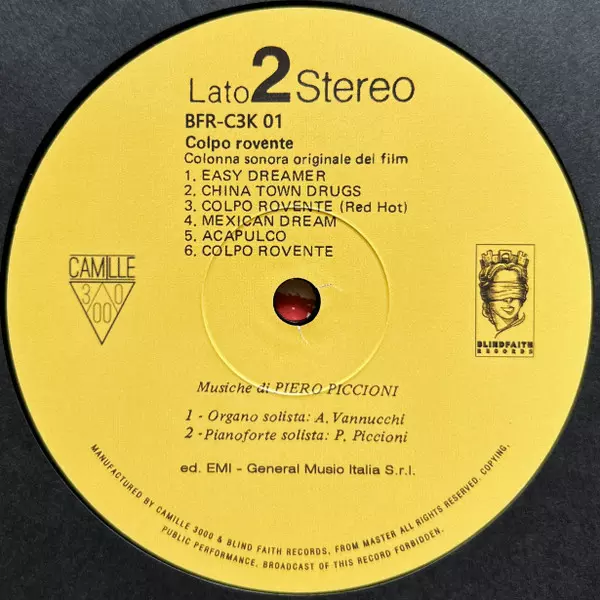 Lato 2 Stereo
BFR-C3K 01
Colpo rovente
Colonna sonora originale del film
1. EASY DREAMER
2. CHINA TOWN DRUGS
3. COLPO ROVENTE (Red Hot)
4. MEXICAN DREAM
5. ACAPULCO
6. COLPO ROVENTE
CAMILLE
3000
BLINDFAITH
RECORDS
Musiche di PIERO PICCIONI
1 - Organo solista: A. Vannucchi
2 - Pianoforte solista: P. Piccioni
ed. EMI - General Musio Italia S.r.l.
MANUFACTURED BY CAMILLE 3000 & BLIND FAITH RECORDS, FROM MASTER ALL RIGHTS RESERVED. COPYING,
PUBLIC PERFORMANCE, BROADCAST OF THIS RECORD FORBIDDEN.